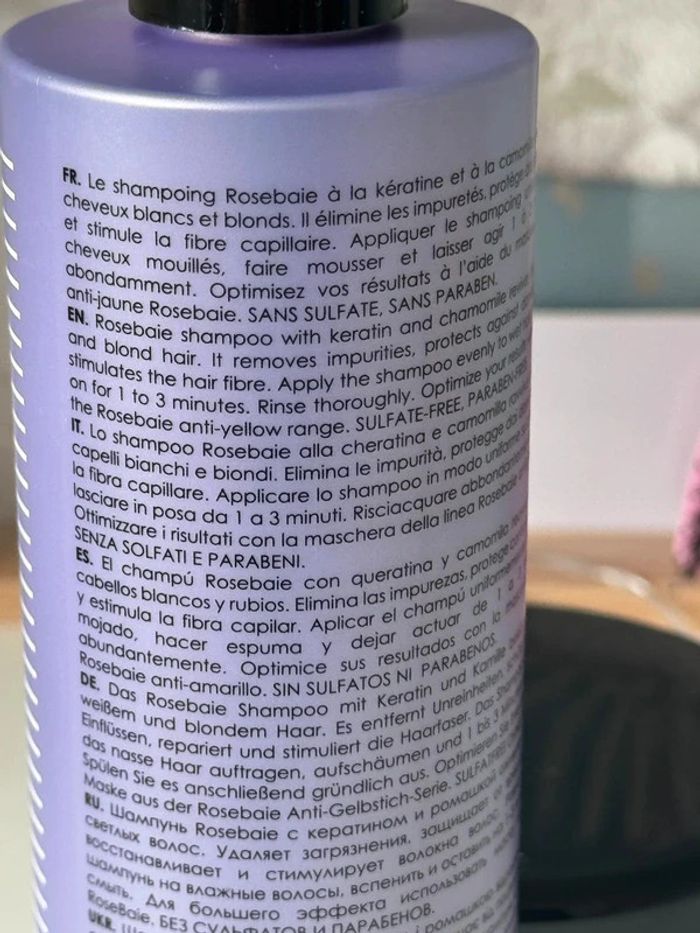 FR. Le shampoing Rosebaie à la kératine et à la
cheveux blancs et blonds. Il élimine les impuretés, protège
et stimule la fibre capillaire. Appliquer le shampoing
cheveux mouillés, faire mousser et laisser agir 1 à
abondamment. Optimisez vos résultats à l'aide du
anti-jaune Rosebaie. SANS SULFATE, SANS PARABEN.
EN. Rosebaie shampoo with keratin and chamomile
and blond hair. It removes impurities, protects against
stimulates the hair fibre. Apply the shampoo evenly to wet
on for 1 to 3 minutes. Rinse thoroughly. Optimize your
the Rosebaie anti-yellow range. SULFATE-FREE, PARABEN-FREE
IT. Lo shampoo Rosebaie alla cheratina e camomilla
capelli bianchi e biondi. Elimina le impurità, protegge da
la fibra capillare. Applicare lo shampoo in modo uniforme
lasciare in posa da 1 a 3 minuti. Risciacquare
Ottimizzare i risultati con la maschera della linea Rosebaie
SENZA SOLFATI E PARABENI.
ES. El champú Rosebaie con queratina y camomila
cabellos blancos y rubios. Elimina las impurezas, protege
y estimula la fibra capilar. Aplicar el champú
mojado, hacer espuma y dejar actuar de 1 a
abundantemente. Optimice sus resultados con la
Rosebaie anti-amarillo. SIN SULFATOS NI PARABENOS.
DE. Das Rosebaie Shampoo mit Keratin und Kamille
weißem und blondem Haar. Es entfernt Unreinheiten,
Einflüssen, repariert und stimuliert die Haarfaser. Das
das nasse Haar auftragen, aufschäumen und 1 bis 3
Spülen Sie es anschließend gründlich aus. Optimieren Sie
Maske aus der Rosebaie Anti-Gelbstich-Serie.
RU. Шампунь Rosebaie с кератином и ромашкой
светлых волос. Удаляет загрязнения, защищает от
восстанавливает и стимулирует волокна волос.
шампунь на влажные волосы, вспенить и оставить на
смыть. Для большего эффекта использовать
RoseBaie. БЕЗ СУЛЬФАТОВ И ПАРАБЕНОВ.
UKR.